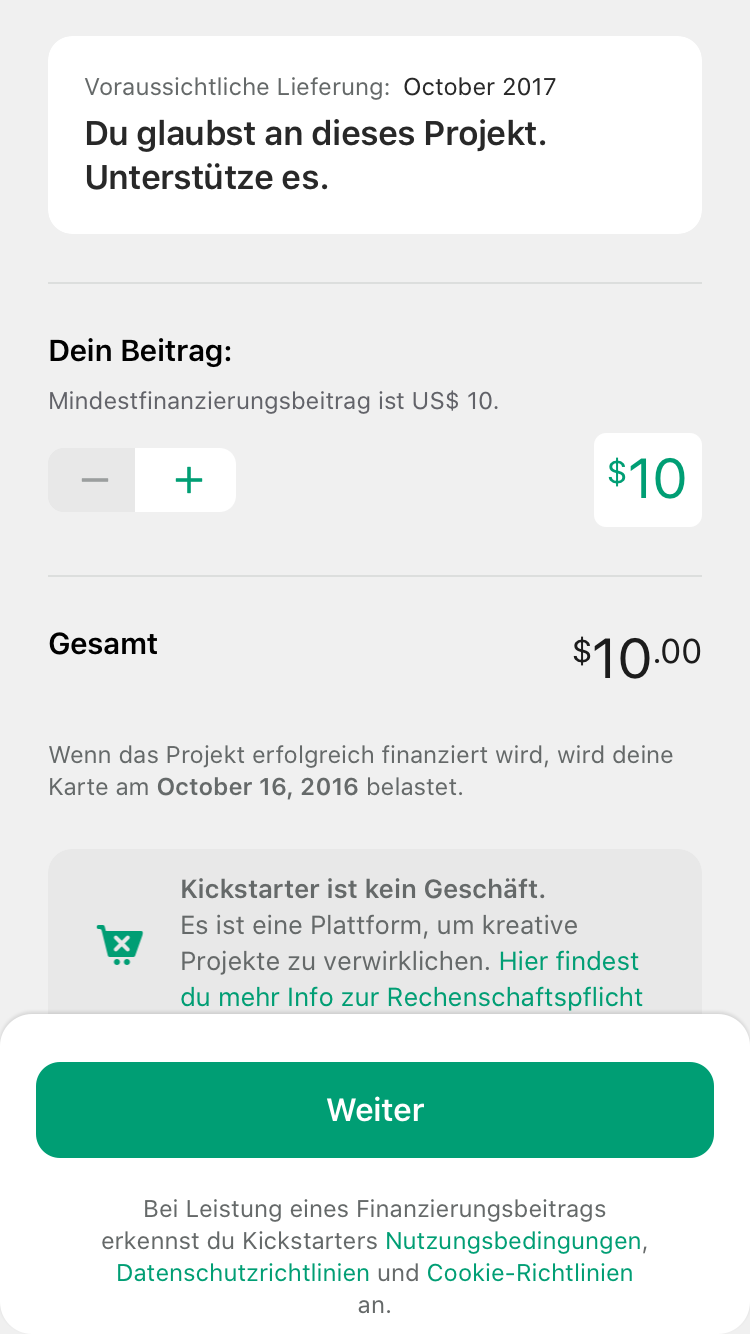 Voraussichtliche Lieferung: October 2017
Du glaubst an dieses Projekt.
Unterstütze es.
Dein Beitrag:
Mindestfinanzierungsbeitrag ist US$ 10.
— +
$10
Gesamt
$10.00
Wenn das Projekt erfolgreich finanziert wird, wird deine
Karte am October 16, 2016 belastet.
Kickstarter ist kein Geschäft.
Es ist eine Plattform, um kreative
Projekte zu verwirklichen. Hier findest
du mehr Info zur Rechenschaftspflicht
Weiter
Bei Leistung eines Finanzierungsbeitrags
erkennst du Kickstarters Nutzungsbedingungen,
Datenschutzrichtlinien und Cookie-Richtlinien
an.